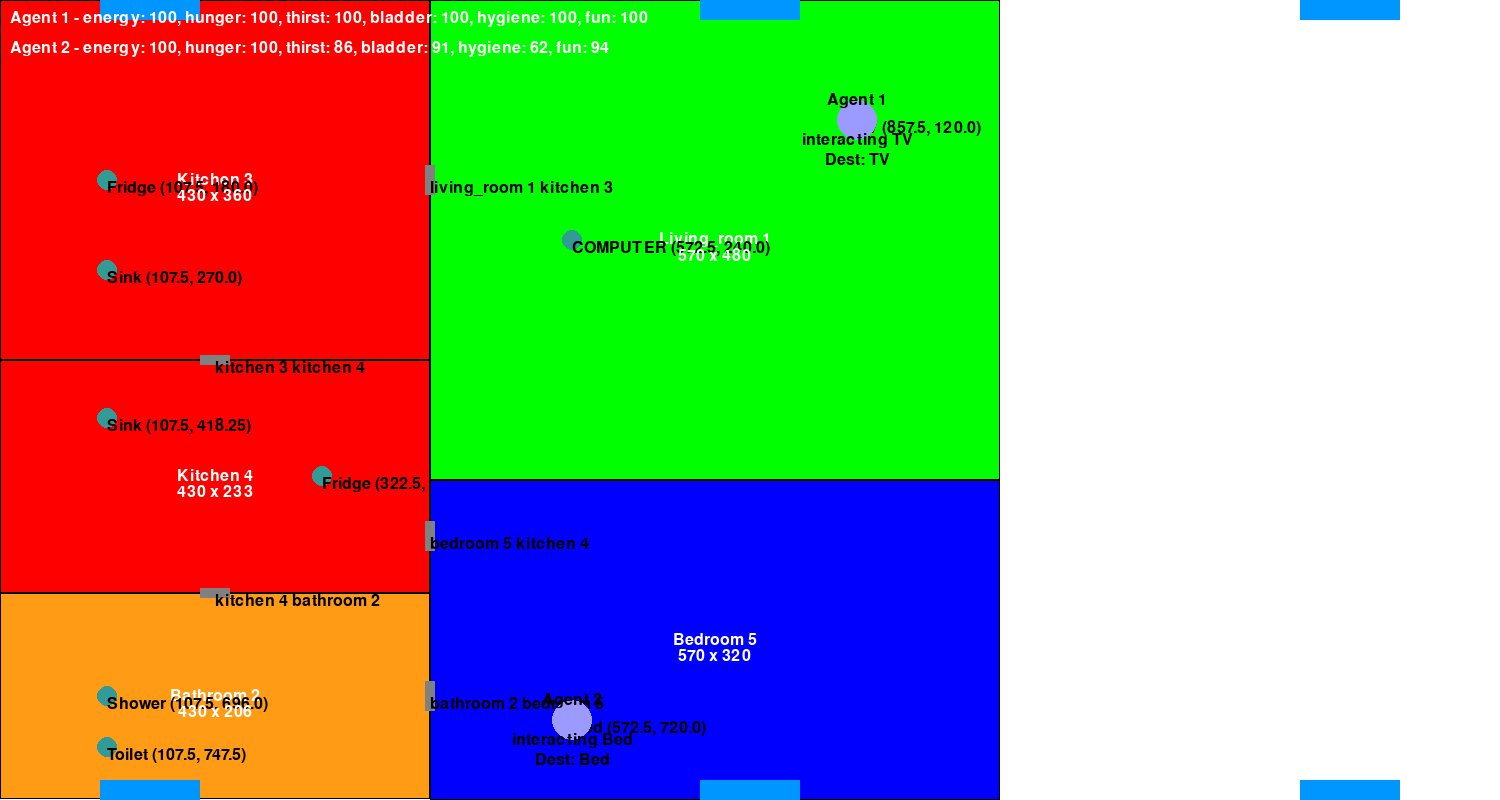 Agent 1 - energy: 100, hunger: 100, thirst: 100, bladder: 100, hygiene: 100, fun: 100
Agent 2 - energy: 100, hunger: 100, thirst: 86, bladder: 91, hygiene: 62, fun: 94
Agent 1
(857.5, 120.0)
interacting TV
Dest: TV
Kitchen 3
Fridge (107.5, 180.0)
430 x 360
living_room 1 kitchen 3
Living_room 1
COMPUTER (572.5, 240.0)
570 x 480
Sink (107.5, 270.0)
kitchen 3 kitchen 4
Sink (107.5, 418.25)
Kitchen 4
Fridge (322.5,
430 x 233
bedroom 5 kitchen 4
kitchen 4 bathroom 2
Bedroom 5
570 x 320
Bathroom 2
Shower (107.5, 696.0)
430 x 206
bathroom 2 bedroom 5
Agent 2
(572.5, 720.0)
interacting Bed
Toilet (107.5, 747.5)
Dest: Bed